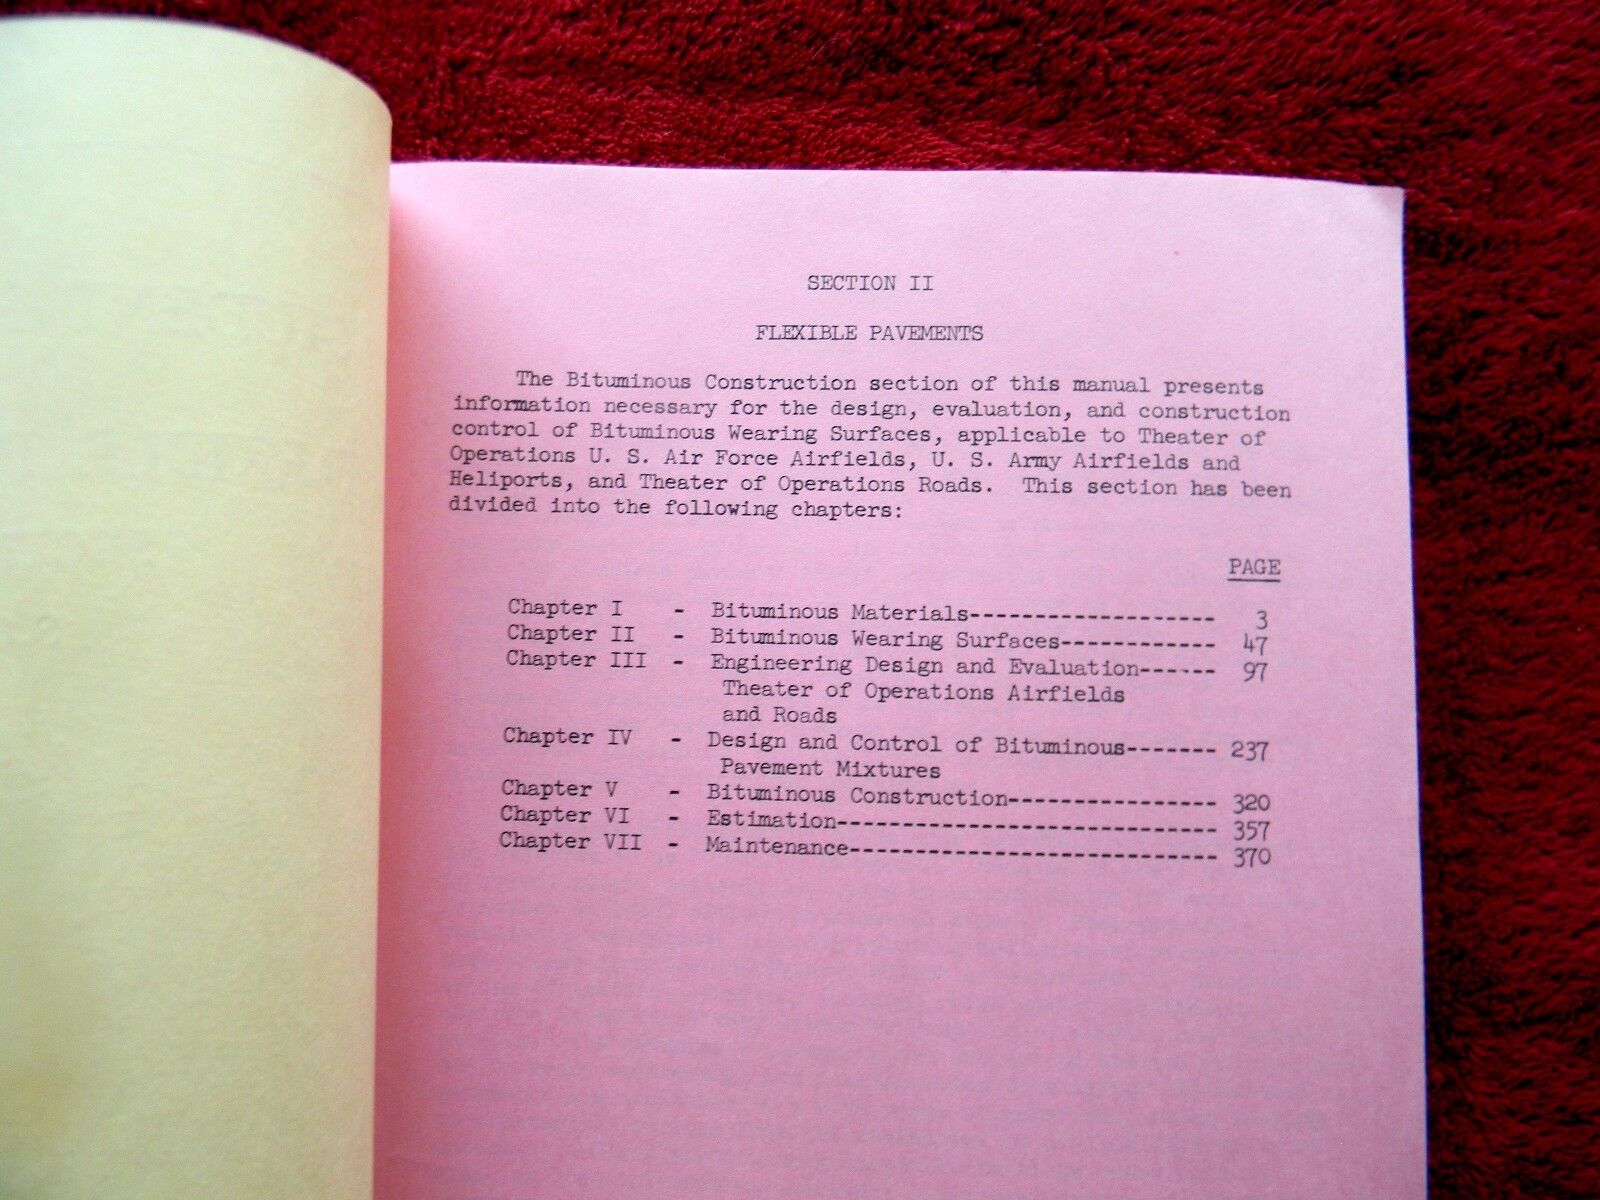 SECTION II
FLEXIBLE PAVEMENTS
The Bituminous Construction section of this manual presents
information necessary for the design, evaluation, and construction
control of Bituminous Wearing Surfaces, applicable to Theater of
Operations U. S. Air Force Airfields, U. S. Army Airfields and
Heliports, and Theater of Operations Roads. This section has been
divided into the following chapters:
PAGE
Chapter I - Bituminous Materials------------------- 3
Chapter II - Bituminous Wearing Surfaces------------ 47
Chapter III - Engineering Design and Evaluation------ 97
Theater of Operations Airfields
and Roads
Chapter IV - Design and Control of Bituminous------- 237
Pavement Mixtures
Chapter V - Bituminous Construction---------------- 320
Chapter VI - Estimation----------------------------- 357
Chapter VII - Maintenance---------------------------- 370